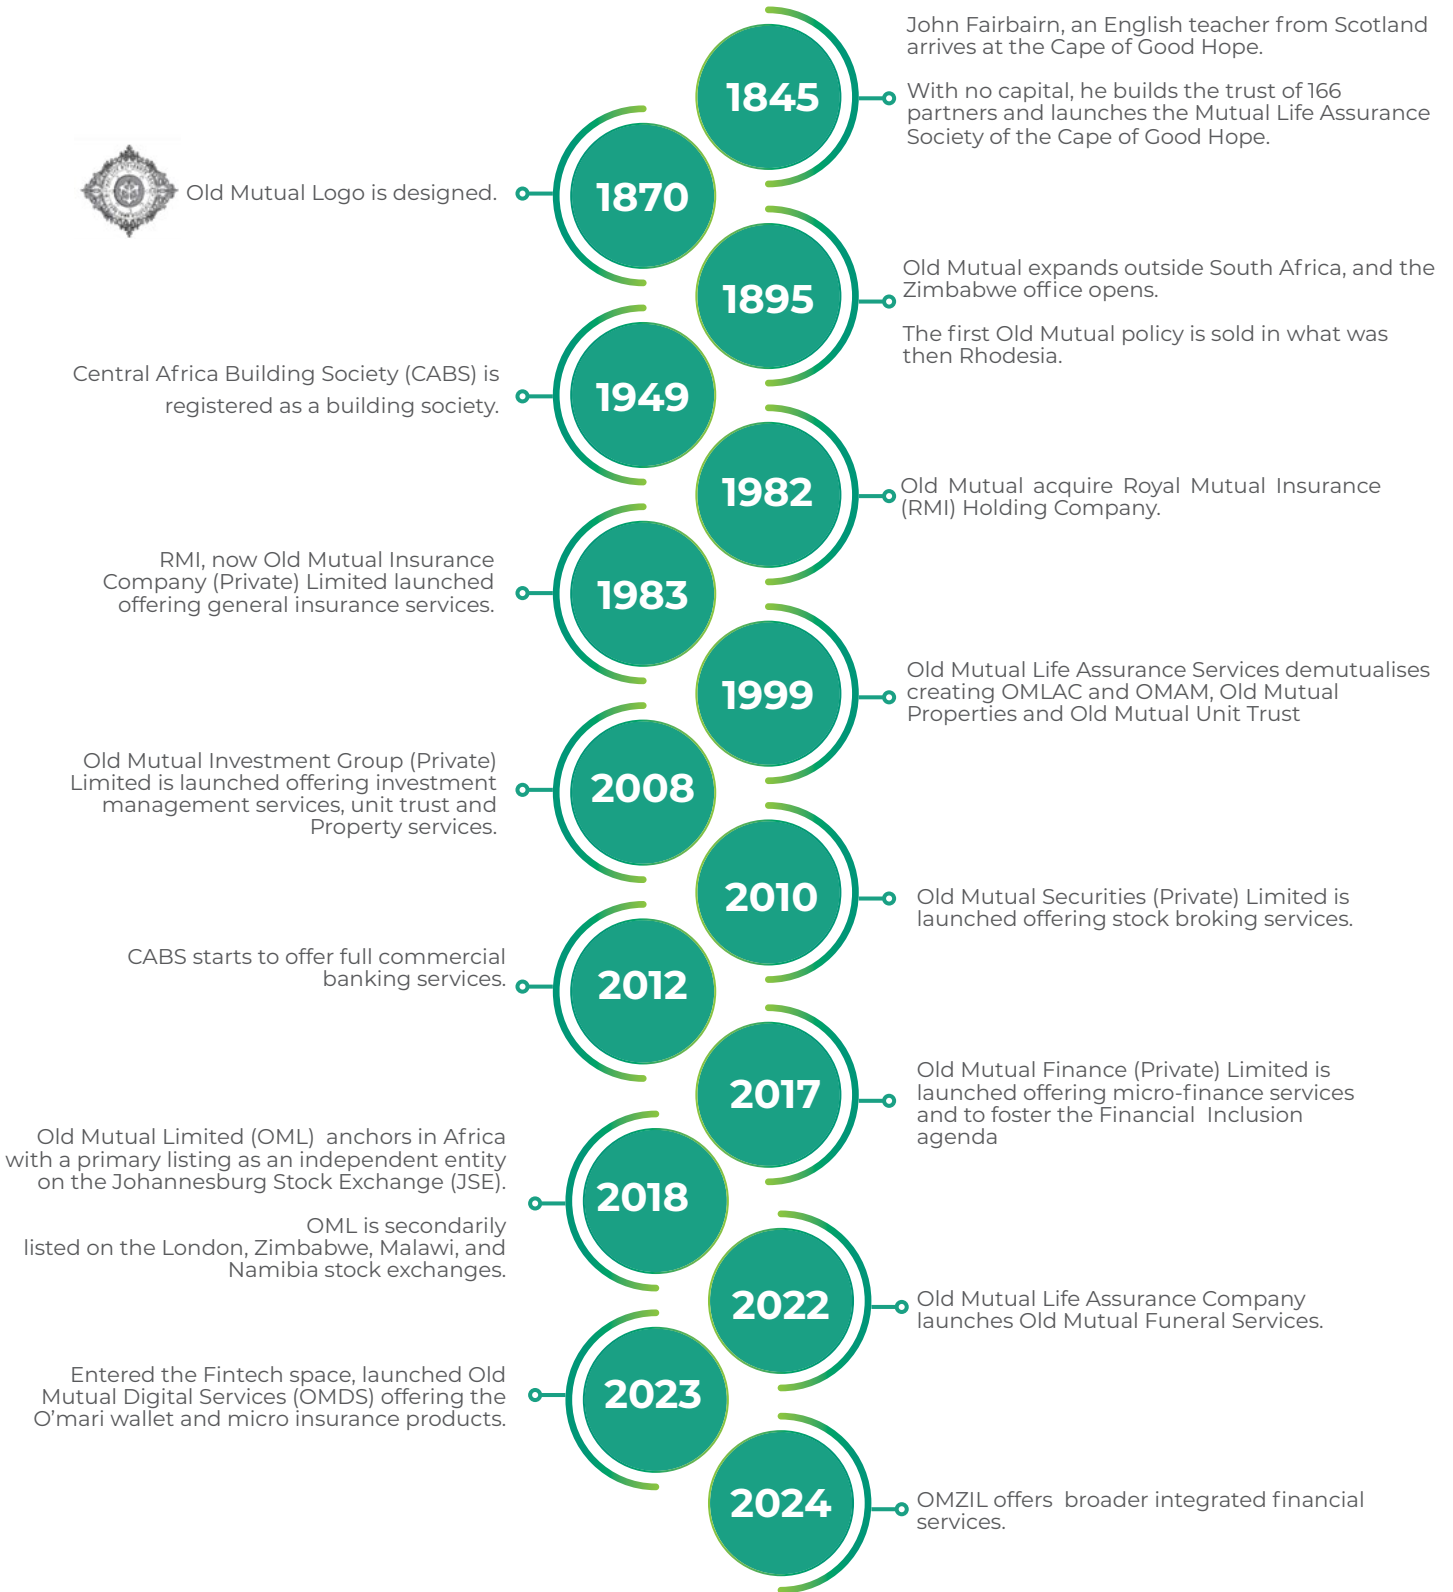 1845
John Fairbairn, an English teacher from Scotland
arrives at the Cape of Good Hope.
With no capital, he builds the trust of 166
partners and launches the Mutual Life Assurance
Society of the Cape of Good Hope.
1870
Old Mutual Logo is designed.
1895
Old Mutual expands outside South Africa, and the
Zimbabwe office opens.
The first Old Mutual policy is sold in what was
then Rhodesia.
1949
Central Africa Building Society (CABS) is
registered as a building society.
1982
Old Mutual acquire Royal Mutual Insurance
(RMI) Holding Company.
1983
RMI, now Old Mutual Insurance
Company (Private) Limited launched
offering general insurance services.
1999
Old Mutual Life Assurance Services demutualises
creating OMLAC and OMAM, Old Mutual
Properties and Old Mutual Unit Trust
2008
Old Mutual Investment Group (Private)
Limited is launched offering investment
management services, unit trust and
Property services.
2010
Old Mutual Securities (Private) Limited is
launched offering stock broking services.
2012
CABS starts to offer full commercial
banking services.
2017
Old Mutual Finance (Private) Limited is
launched offering micro-finance services
and to foster the Financial Inclusion
agenda
2018
Old Mutual Limited (OML) anchors in Africa
with a primary listing as an independent entity
on the Johannesburg Stock Exchange (JSE).
OML is secondarily
listed on the London, Zimbabwe, Malawi, and
Namibia stock exchanges.
2022
Old Mutual Life Assurance Company
launches Old Mutual Funeral Services.
2023
Entered the Fintech space, launched Old
Mutual Digital Services (OMDS) offering the
O’mari wallet and micro insurance products.
2024
OMZIL offers broader integrated financial
services.